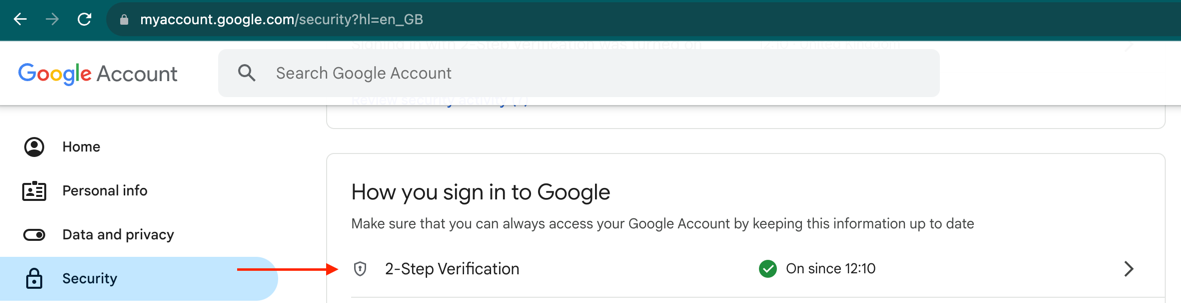 myaccount.google.com/security?hl=en_GB
Google Account
Search Google Account
Home
Personal info
Data and privacy
Security
How you sign in to Google
Make sure that you can always access your Google Account by keeping this information up to date
2-Step Verification
On since 12:10